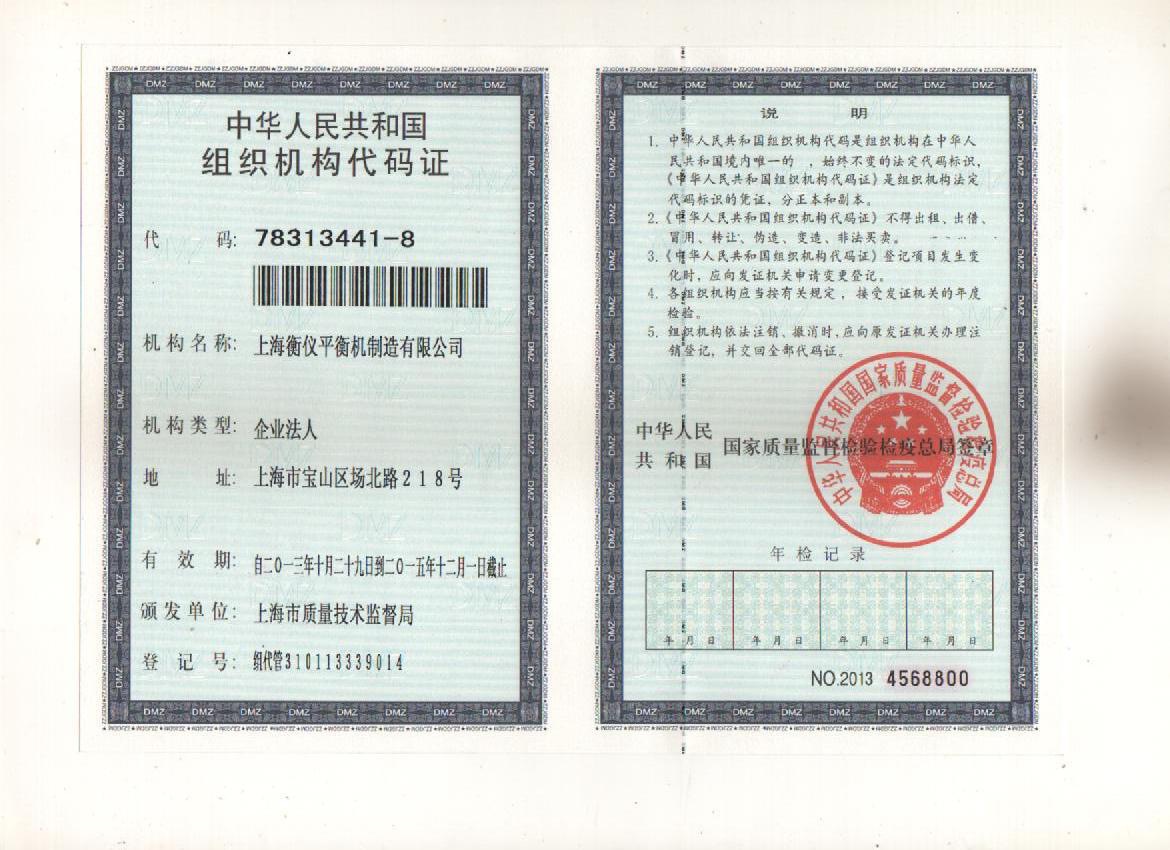 中华人民共和国
组织机构代码证
代 码: 78313441-8
机构名称: 上海衡仪平衡机制造有限公司
机构类型: 企业法人
地 址: 上海市宝山区场北路218号
有 效 期: 自二0一三年十月二十九日到二0一五年十二月一日截止
颁发单位: 上海市质量技术监督局
登 记 号: 组代管310113339014
说 明
1. 中华人民共和国组织机构代码是组织机构在中华人
民共和国境内唯一的 ，始终不变的法定代码标识，
《中华人民共和国组织机构代码证》是组织机构法定
代码标识的凭证，分正本和副本。
2.《中华人民共和国组织机构代码证》不得出租、出借、
冒用、转让、伪造、变造、非法买卖。
3.《中华人民共和国组织机构代码证》登记项目发生变
化时，应向发证机关申请变更登记。
4. 各组织机构应当按有关规定，接受发证机关的年度
检验。
5. 组织机构依法注销、撤消时，应向原发证机关办理注
销登记，并交回全部代码证。
中华人民
共和国 国家质量监督检验检疫总局签章
中华人民共和国国家质量监督检验检疫总局
年检记录
年 月 日 年 月 日 年 月 日 年 月 日
NO.2013 4568800